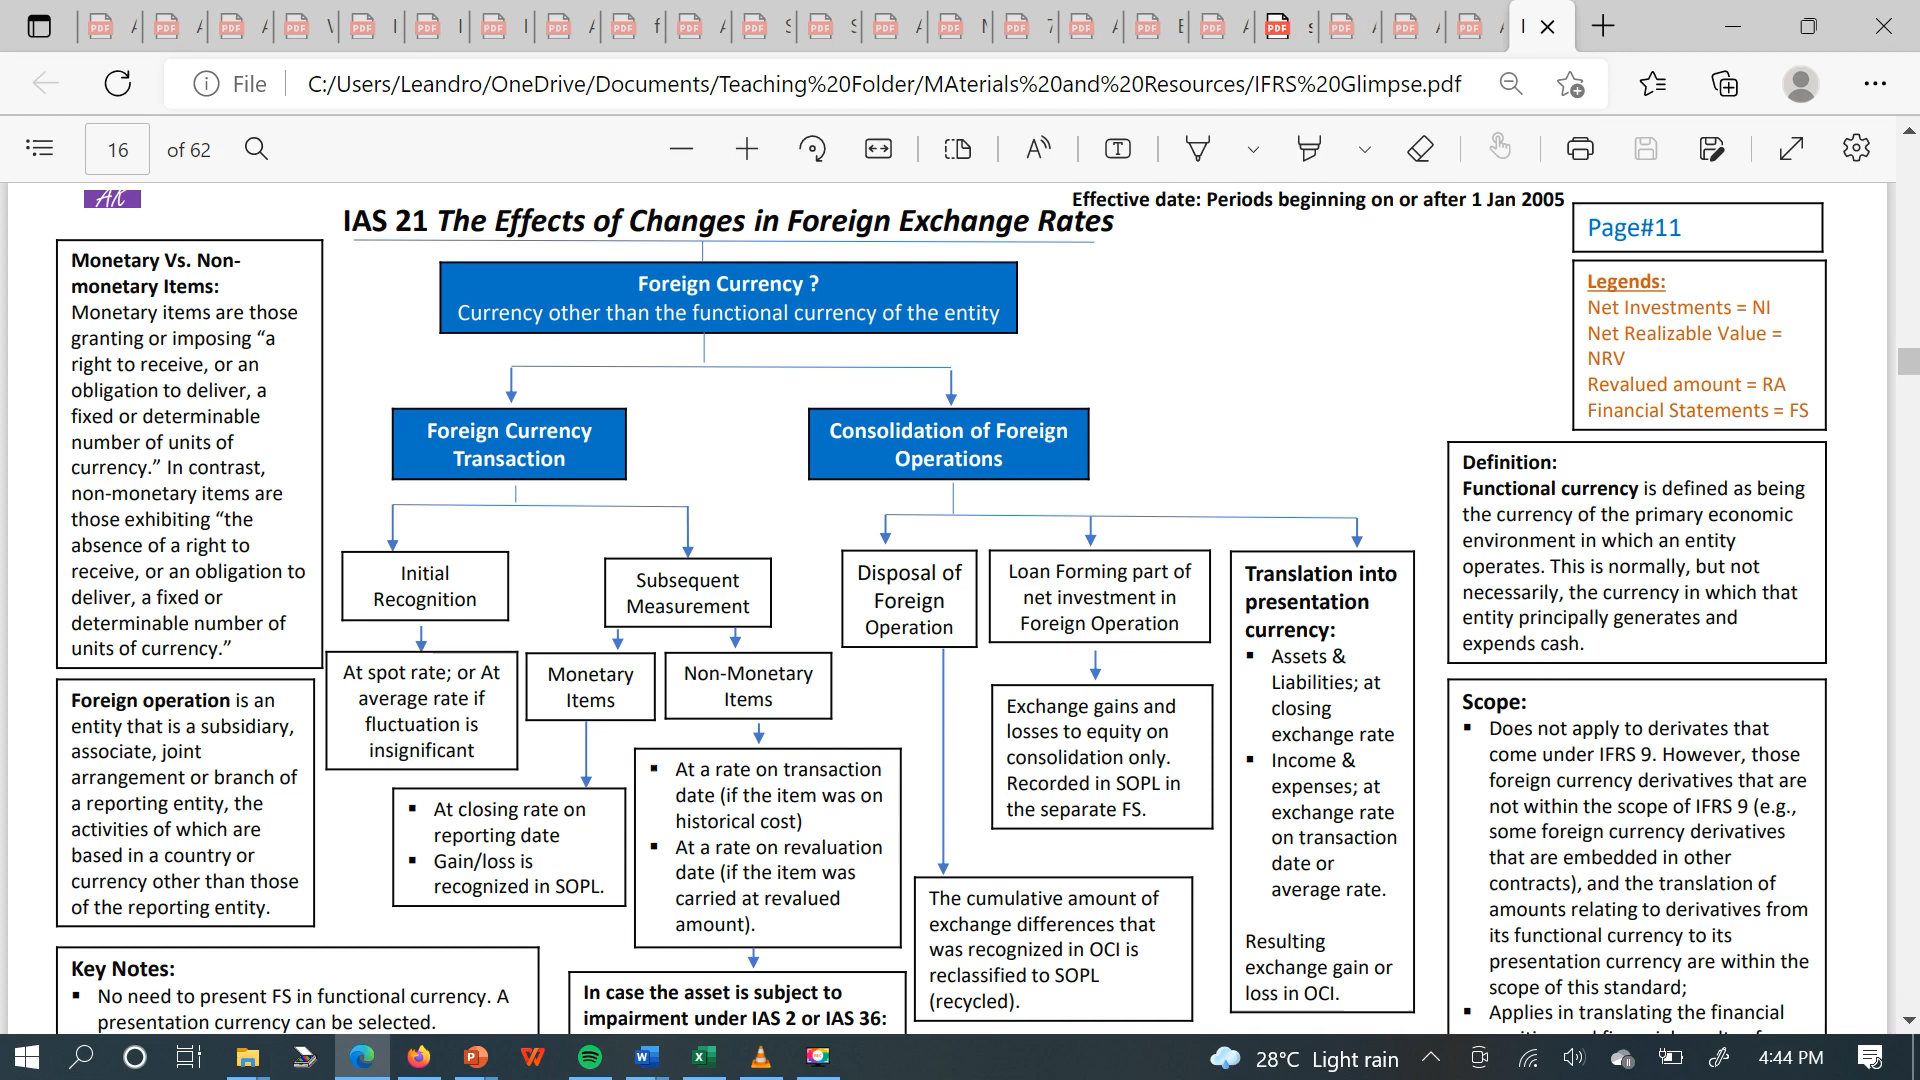 File
C:/Users/Leandro/OneDrive/Documents/Teaching%20Folder/MAterials%20and%20Resources/IFRS%20Glimpse.pdf
16
of 62
AK
Effective date: Periods beginning on or after 1 Jan 2005
IAS 21 The Effects of Changes in Foreign Exchange Rates
Page#11
Legends:
Net Investments = NI
Net Realizable Value =
NRV
Revalued amount = RA
Financial Statements = FS
Monetary Vs. Non-
monetary Items:
Monetary items are those
granting or imposing “a
right to receive, or an
obligation to deliver, a
fixed or determinable
number of units of
currency.” In contrast,
non-monetary items are
those exhibiting “the
absence of a right to
receive, or an obligation to
deliver, a fixed or
determinable number of
units of currency.”
Foreign operation is an
entity that is a subsidiary,
associate, joint
arrangement or branch of
a reporting entity, the
activities of which are
based in a country or
currency other than those
of the reporting entity.
Key Notes:
▪ No need to present FS in functional currency. A
presentation currency can be selected.
Foreign Currency ?
Currency other than the functional currency of the entity
Foreign Currency
Transaction
Consolidation of Foreign
Operations
Initial
Recognition
Subsequent
Measurement
At spot rate; or At
average rate if
fluctuation is
insignificant
Monetary
Items
Non-Monetary
Items
▪ At closing rate on
reporting date
▪ Gain/loss is
recognized in SOPL.
▪ At a rate on transaction
date (if the item was on
historical cost)
▪ At a rate on revaluation
date (if the item was
carried at revalued
amount).
In case the asset is subject to
impairment under IAS 2 or IAS 36:
Disposal of
Foreign
Operation
Loan Forming part of
net investment in
Foreign Operation
Exchange gains and
losses to equity on
consolidation only.
Recorded in SOPL in
the separate FS.
The cumulative amount of
exchange differences that
was recognized in OCI is
reclassified to SOPL
(recycled).
Translation into
presentation
currency:
▪ Assets &
Liabilities; at
closing
exchange rate
▪ Income &
expenses; at
exchange rate
on transaction
date or
average rate.
Resulting
exchange gain or
loss in OCI.
Definition:
Functional currency is defined as being
the currency of the primary economic
environment in which an entity
operates. This is normally, but not
necessarily, the currency in which that
entity principally generates and
expends cash.
Scope:
▪ Does not apply to derivates that
come under IFRS 9. However, those
foreign currency derivatives that are
not within the scope of IFRS 9 (e.g.,
some foreign currency derivatives
that are embedded in other
contracts), and the translation of
amounts relating to derivatives from
its functional currency to its
presentation currency are within the
scope of this standard;
▪ Applies in translating the financial
28°C Light rain
4:44 PM